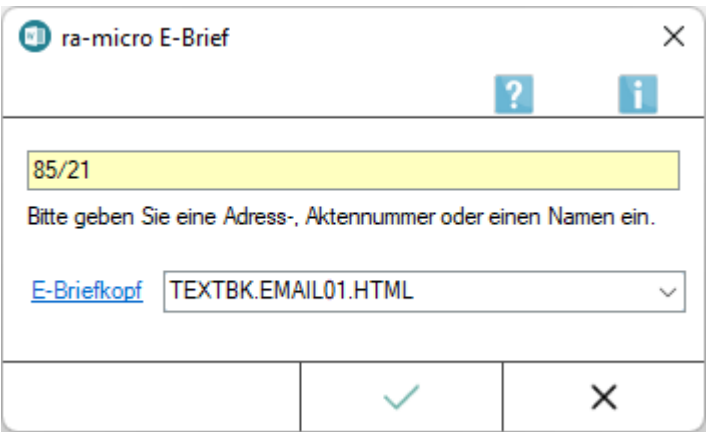 ra-micro E-Brief
? i
85/21
Bitte geben Sie eine Adress-, Aktennummer oder einen Namen ein.
E-Briefkopf TEXTBK.EMAIL01.HTML